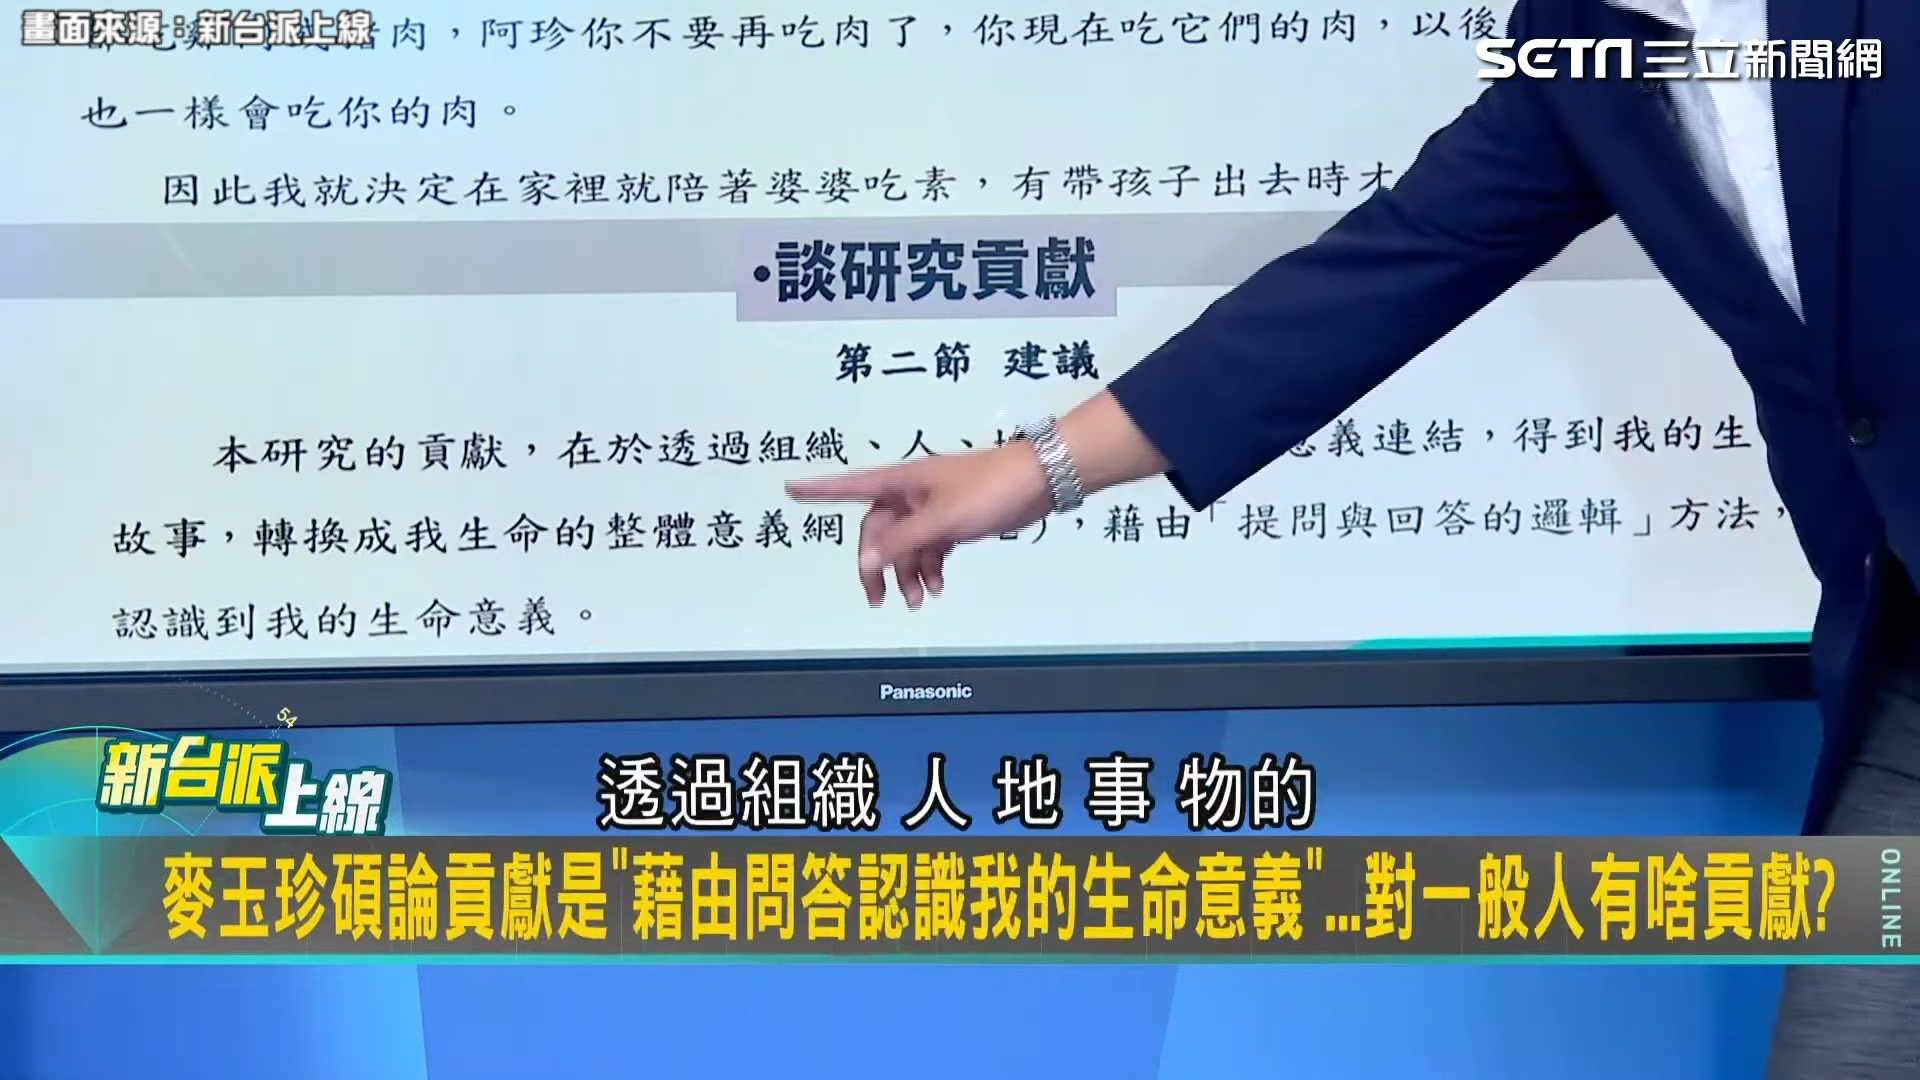 畫面來源：新台派上線
SETN三立新聞網
肉，阿珍你不要再吃肉了，你現在吃它們的肉，以後
也一樣會吃你的肉。
因此我就決定在家裡就陪著婆婆吃素，有帶孩子出去時才
•談研究貢獻
第二節 建議
本研究的貢獻，在於透過組織、人、 意義連結，得到我的生
故事，轉換成我生命的整體意義網 ，藉由「提問與回答的邏輯」方法，
認識到我的生命意義。
Panasonic
54
新台派上線
透過組織 人 地 事 物的
麥玉珍碩論貢獻是"藉由問答認識我的生命意義"...對一般人有啥貢獻?
ONLINE